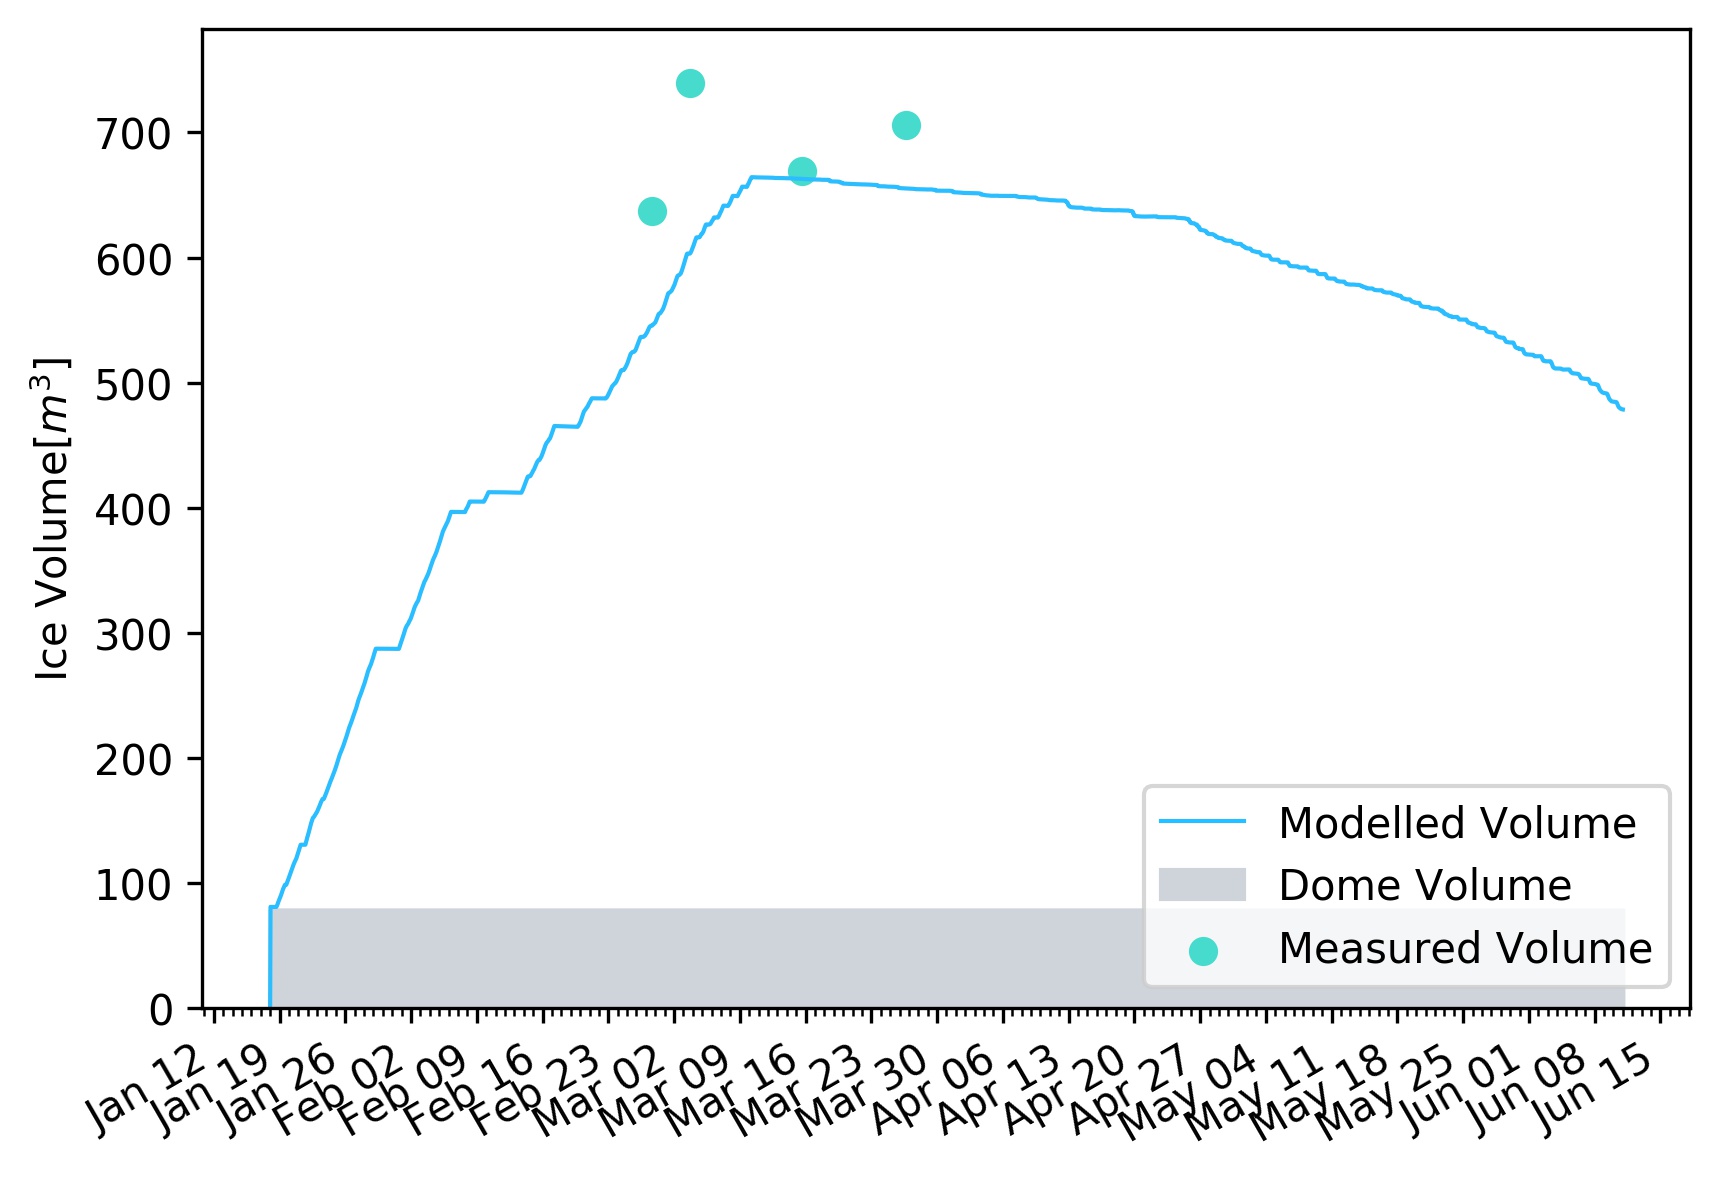 Ice Volume[m³]
700
600
500
400
300
200
100
0
Jan 12
Jan 19
Jan 26
Feb 02
Feb 09
Feb 16
Feb 23
Mar 02
Mar 09
Mar 16
Mar 23
Mar 30
Apr 06
Apr 13
Apr 20
Apr 27
May 04
May 11
May 18
May 25
Jun 01
Jun 08
Jun 15
Modelled Volume
Dome Volume
Measured Volume